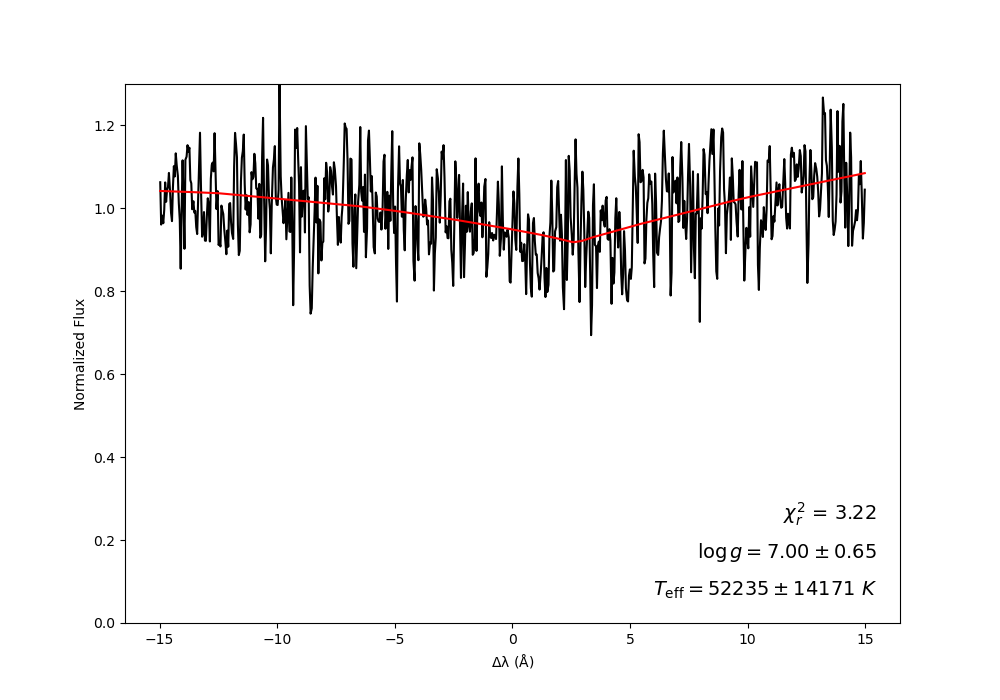 1.2
1.0
0.8
0.6
0.4
0.2
0.0
Normalized Flux
χ²ᵣ = 3.22
log g = 7.00 ± 0.65
T_eff = 52235 ± 14171 K
−15 −10 −5 0 5 10 15
Δλ (Å)